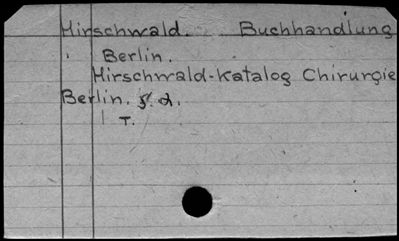 Hirschwald. Buchhandlung
Berlin.
Hirschwald-Katalog Chirurgie
Berlin. s. a.
T.